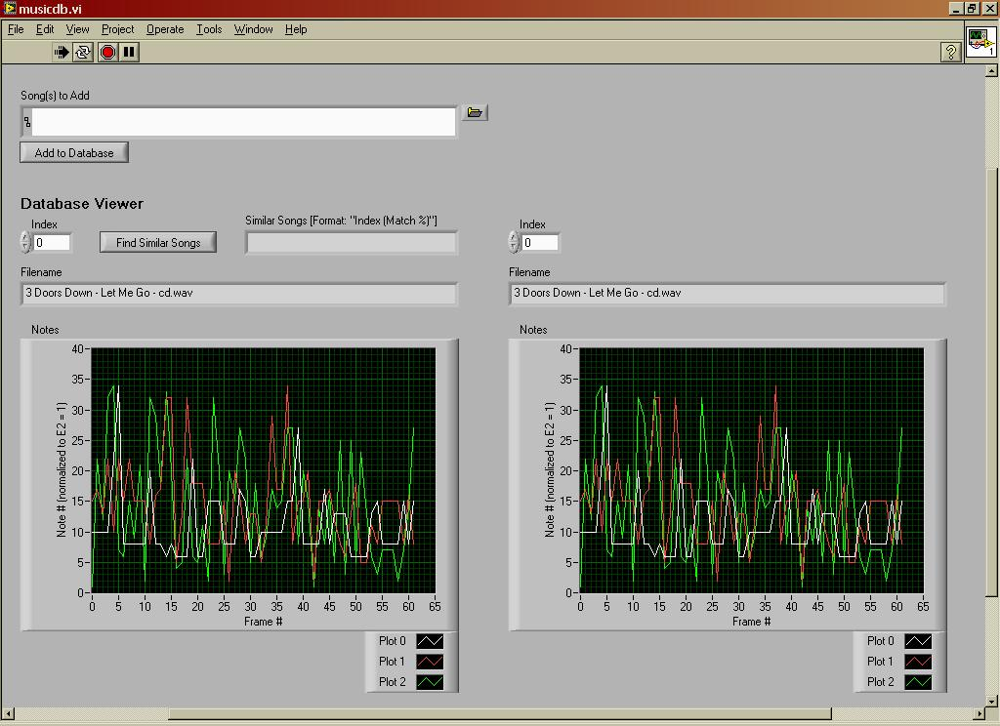 musicdb.vi
File Edit View Project Operate Tools Window Help
?
1
Song(s) to Add
Add to Database
Database Viewer
Index
0
Find Similar Songs
Similar Songs [Format: "Index (Match %)"]
Filename
3 Doors Down - Let Me Go - cd.wav
Notes
Note # (normalized to E2 = 1)
40
35
30
25
20
15
10
5
0
0 5 10 15 20 25 30 35 40 45 50 55 60 65
Frame #
Plot 0
Plot 1
Plot 2
Index
0
Filename
3 Doors Down - Let Me Go - cd.wav
Notes
Note # (normalized to E2 = 1)
40
35
30
25
20
15
10
5
0
0 5 10 15 20 25 30 35 40 45 50 55 60 65
Frame #
Plot 0
Plot 1
Plot 2